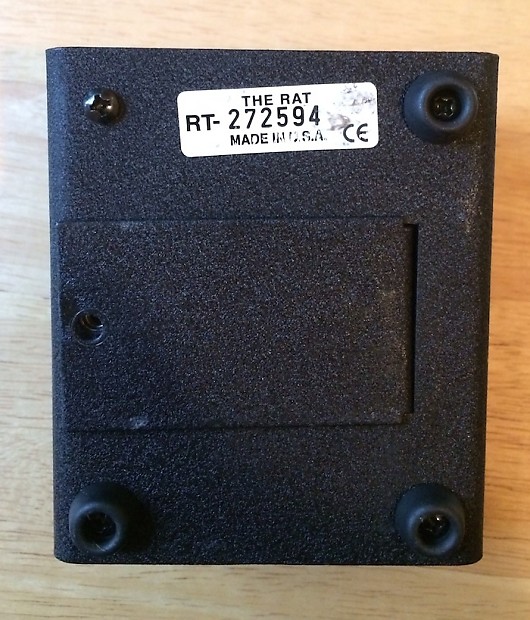 THE RAT
RT-272594
MADE IN U.S.A.
CE